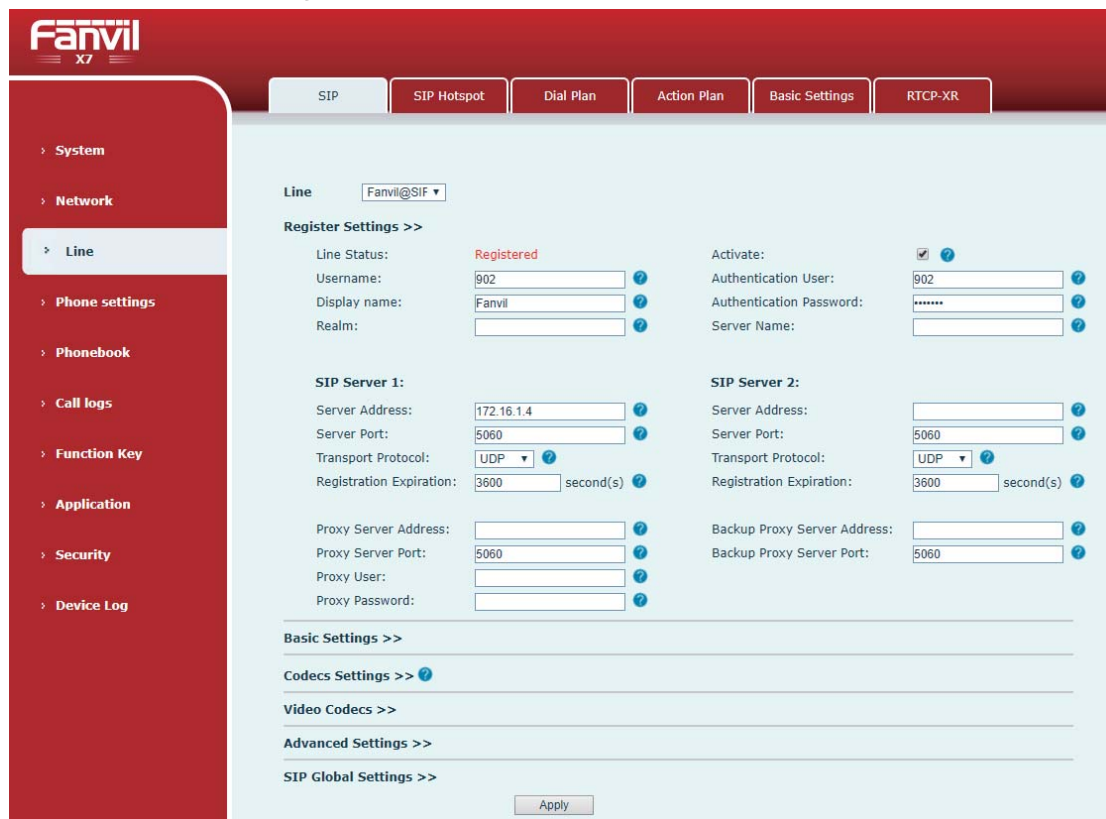 Fanvil
X7
SIP
SIP Hotspot
Dial Plan
Action Plan
Basic Settings
RTCP-XR
› System
› Network
› Line
› Phone settings
› Phonebook
› Call logs
› Function Key
› Application
› Security
› Device Log
Line Fanvil@SIF ▼
Register Settings >>
Line Status: Registered Activate: ?
Username: 902 ? Authentication User: 902 ?
Display name: Fanvil ? Authentication Password: ••••••• ?
Realm: ? Server Name: ?
SIP Server 1: SIP Server 2:
Server Address: 172.16.1.4 ? Server Address: ?
Server Port: 5060 ? Server Port: 5060 ?
Transport Protocol: UDP ▼ ? Transport Protocol: UDP ▼ ?
Registration Expiration: 3600 second(s) ? Registration Expiration: 3600 second(s) ?
Proxy Server Address: ? Backup Proxy Server Address: ?
Proxy Server Port: 5060 ? Backup Proxy Server Port: 5060 ?
Proxy User: ?
Proxy Password: ?
Basic Settings >>
Codecs Settings >> ?
Video Codecs >>
Advanced Settings >>
SIP Global Settings >>
Apply